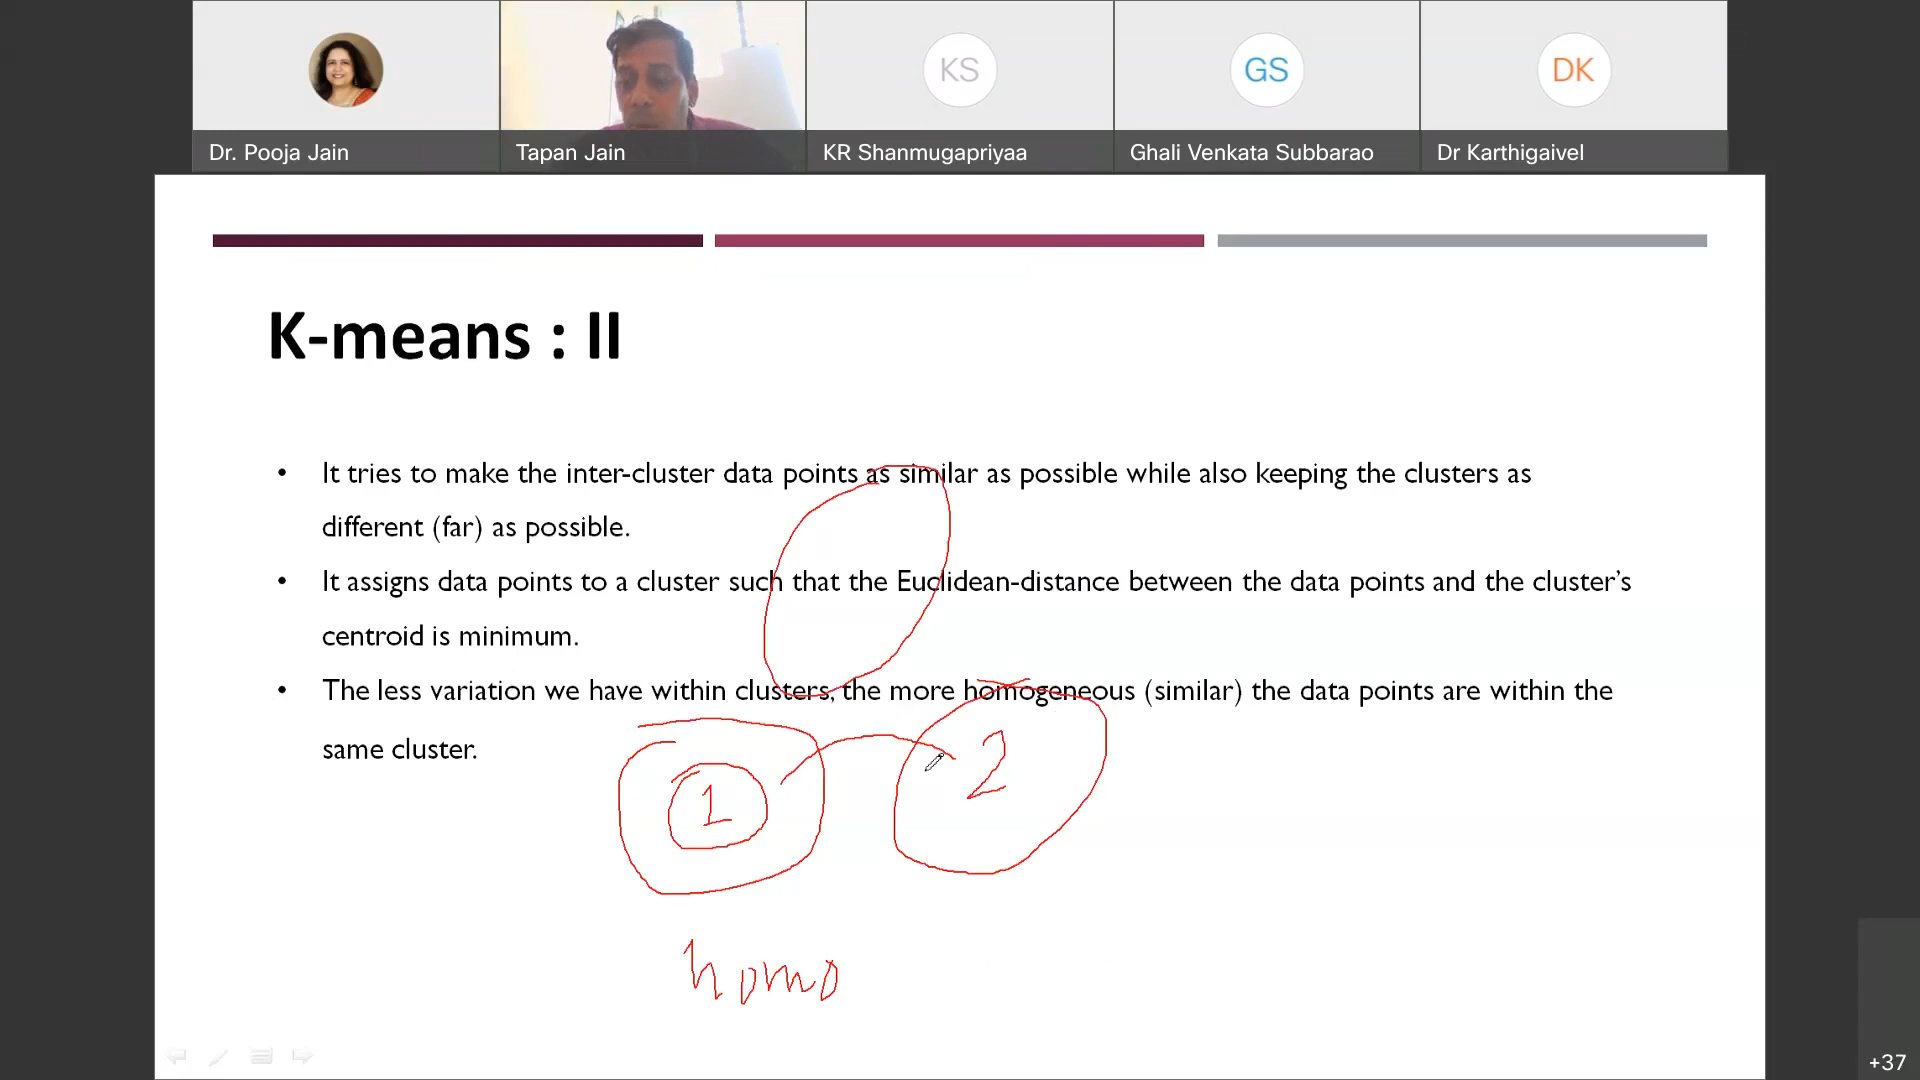 KS
GS
DK
Dr. Pooja Jain
Tapan Jain
KR Shanmugapriyaa
Ghali Venkata Subbarao
Dr Karthigaivel
K-means : II
• It tries to make the inter-cluster data points as similar as possible while also keeping the clusters as
different (far) as possible.
• It assigns data points to a cluster such that the Euclidean-distance between the data points and the cluster’s
centroid is minimum.
• The less variation we have within clusters, the more homogeneous (similar) the data points are within the
same cluster.
1
2
homo
+37